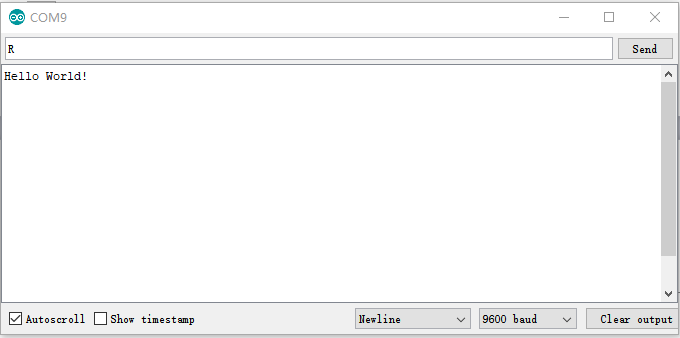 COM9
R
Send
Hello World!
Autoscroll Show timestamp Newline 9600 baud Clear output